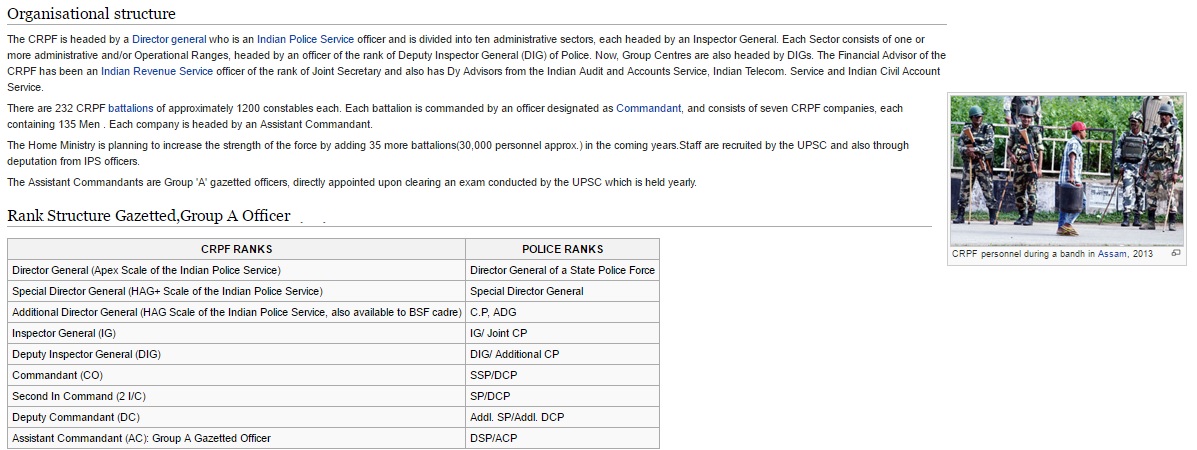 Organisational structure
The CRPF is headed by a Director general who is an Indian Police Service officer and is divided into ten administrative sectors, each headed by an Inspector General. Each Sector consists of one or
more administrative and/or Operational Ranges, headed by an officer of the rank of Deputy Inspector General (DIG) of Police. Now, Group Centres are also headed by DIGs. The Financial Advisor of the
CRPF has been an Indian Revenue Service officer of the rank of Joint Secretary and also has Dy Advisors from the Indian Audit and Accounts Service, Indian Telecom. Service and Indian Civil Account
Service.
There are 232 CRPF battalions of approximately 1200 constables each. Each battalion is commanded by an officer designated as Commandant, and consists of seven CRPF companies, each
containing 135 Men . Each company is headed by an Assistant Commandant.
The Home Ministry is planning to increase the strength of the force by adding 35 more battalions(30,000 personnel approx.) in the coming years.Staff are recruited by the UPSC and also through
deputation from IPS officers.
The Assistant Commandants are Group 'A' gazetted officers, directly appointed upon clearing an exam conducted by the UPSC which is held yearly.
CRPF personnel during a bandh in Assam, 2013
Rank Structure Gazetted,Group A Officer
CRPF RANKS POLICE RANKS
Director General (Apex Scale of the Indian Police Service) Director General of a State Police Force
Special Director General (HAG+ Scale of the Indian Police Service) Special Director General
Additional Director General (HAG Scale of the Indian Police Service, also available to BSF cadre) C.P, ADG
Inspector General (IG) IG/ Joint CP
Deputy Inspector General (DIG) DIG/ Additional CP
Commandant (CO) SSP/DCP
Second In Command (2 I/C) SP/DCP
Deputy Commandant (DC) Addl. SP/Addl. DCP
Assistant Commandant (AC): Group A Gazetted Officer DSP/ACP